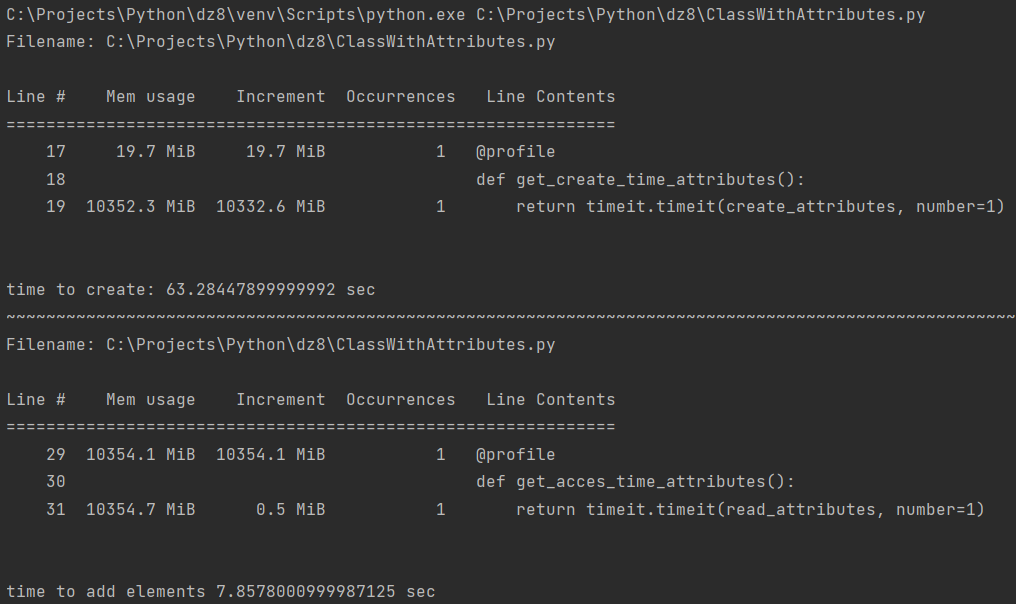 C:\Projects\Python\dz8\venv\Scripts\python.exe C:\Projects\Python\dz8\ClassWithAttributes.py
Filename: C:\Projects\Python\dz8\ClassWithAttributes.py
Line #    Mem usage    Increment  Occurrences   Line Contents
=============================================================
    17     19.7 MiB     19.7 MiB           1   @profile
    18                                         def get_create_time_attributes():
    19  10352.3 MiB  10332.6 MiB           1       return timeit.timeit(create_attributes, number=1)
time to create: 63.28447899999992 sec
~~~~~~~~~~~~~~~~~~~~~~~~~~~~~~~~~~~~~~~~~~~~~~~~~~~~~~~~~~~~~~~~~~~~~~~~~~~~~~~~~~~~~~~~~~~~~~~~~~~~~
Filename: C:\Projects\Python\dz8\ClassWithAttributes.py
Line #    Mem usage    Increment  Occurrences   Line Contents
=============================================================
    29  10354.1 MiB  10354.1 MiB           1   @profile
    30                                         def get_acces_time_attributes():
    31  10354.7 MiB      0.5 MiB           1       return timeit.timeit(read_attributes, number=1)
time to add elements 7.8578000999987125 sec